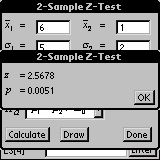 2-Sample Z-Test
x̄1 = 6 x̄2 = 1
σ1 = 5 σ2 = 2
2-Sample Z-Test
z = 2.5678
p = 0.0051
OK
Calculate Draw Done